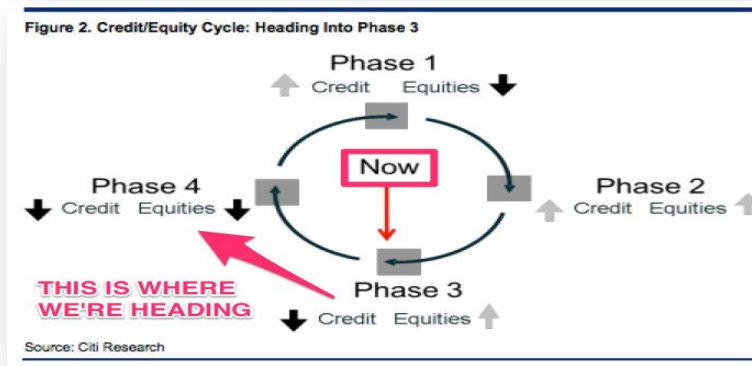 Figure 2. Credit/Equity Cycle: Heading Into Phase 3
Phase 1
Credit Equities
Now
Phase 4
Credit Equities
Phase 2
Credit Equities
THIS IS WHERE
WE'RE HEADING
Phase 3
Credit Equities
Source: Citi Research